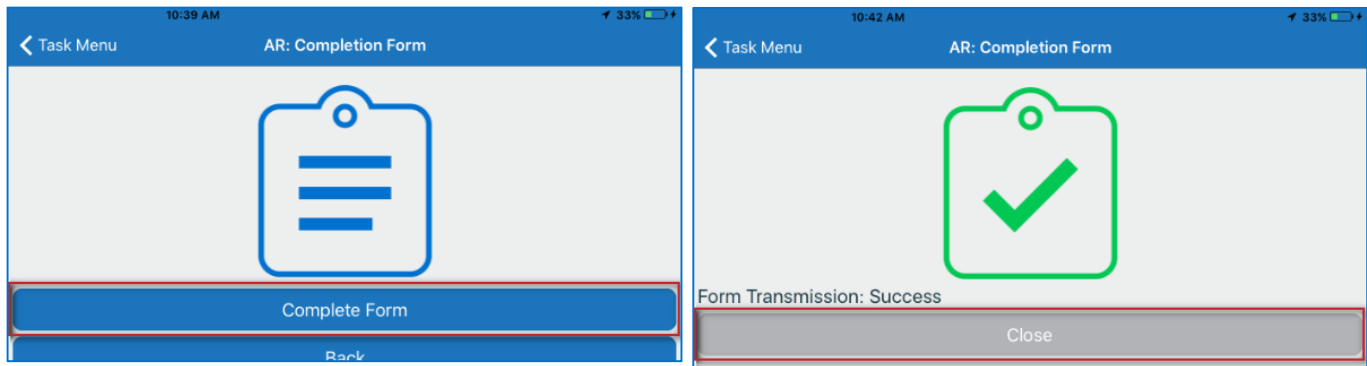 10:39 AM 33%
Task Menu AR: Completion Form
Complete Form
Back
10:42 AM 33%
Task Menu AR: Completion Form
Form Transmission: Success
Close